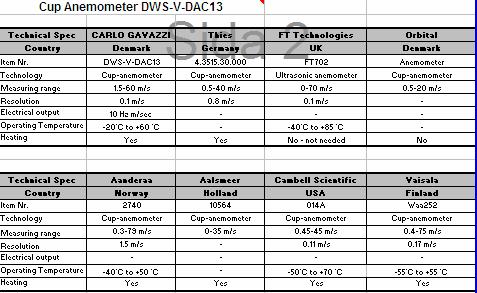 Cup Anemometer DWS-V-DAC13
Sida 2
Technical Spec CARLO GAVAZZI Thies FT Technologies Orbital
Country Denmark Germany UK Denmark
Item Nr. DWS-V-DAC13 4.3515.30.000 FT702 Anemometer
Technology Cup-anemometer Cup-anemometer Ultrasonic anemometer Cup-anemometer
Measuring range 1.5-60 m/s 0.5-40 m/s 0-70 m/s 0.5-20 m/s
Resolution 0.1 m/s 0.8 m/s 0.1 m/s -
Electrical output 10 Hz m/sec - - -
Operating Temperature -20°C to +60 °C - -40°C to +85 °C -
Heating Yes Yes No - not needed No
Technical Spec Aanderaa Aalsmeer Cambell Scientific Vaisala
Country Norway Holland USA Finland
Item Nr. 2740 10564 014A Waa252
Technology Cup-anemometer Cup-anemometer Cup-anemometer Cup-anemometer
Measuring range 0.3-79 m/s 0-35 m/s 0.45-45 m/s 0.4-75 m/s
Resolution 1.5 m/s - 0.11 m/s 0.17 m/s
Electrical output - - - -
Operating Temperature -40°C to +50 °C - -50°C to +70 °C -55°C to +55 °C
Heating Yes Yes Yes Yes